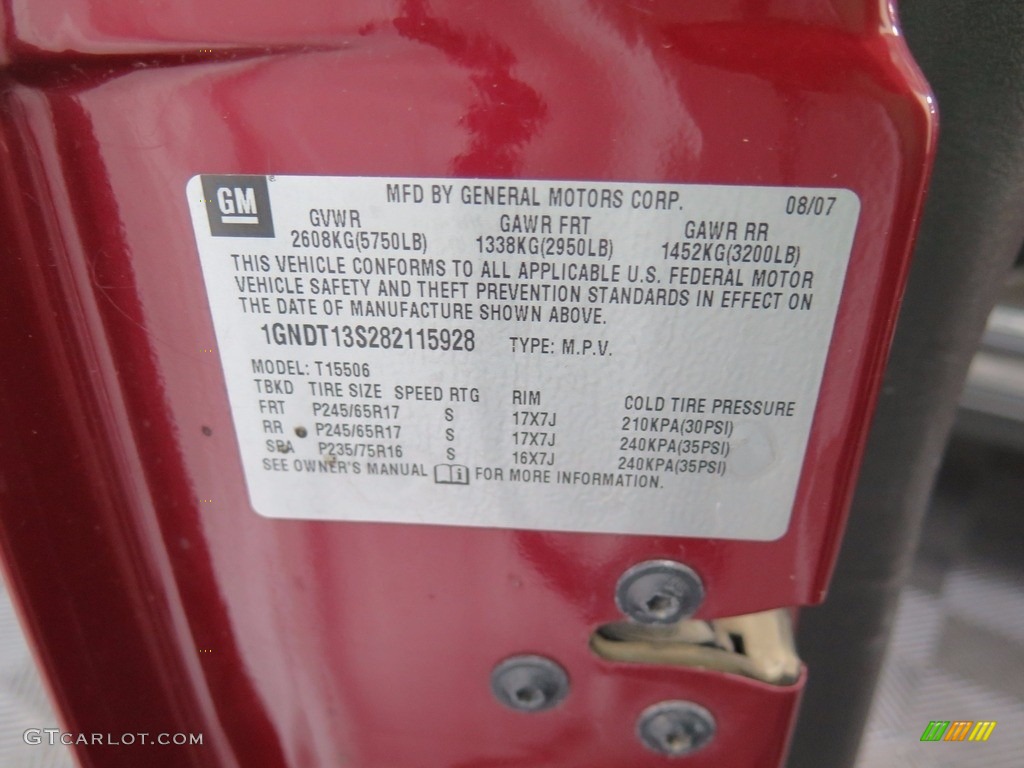 GM
MFD BY GENERAL MOTORS CORP. 08/07
GVWR GAWR FRT GAWR RR
2608KG(5750LB) 1338KG(2950LB) 1452KG(3200LB)
THIS VEHICLE CONFORMS TO ALL APPLICABLE U.S. FEDERAL MOTOR
VEHICLE SAFETY AND THEFT PREVENTION STANDARDS IN EFFECT ON
THE DATE OF MANUFACTURE SHOWN ABOVE.
1GNDT13S282115928 TYPE: M.P.V.
MODEL: T15506
TBKD TIRE SIZE SPEED RTG RIM COLD TIRE PRESSURE
FRT P245/65R17 S 17X7J 210KPA(30PSI)
RR P245/65R17 S 17X7J 240KPA(35PSI)
SPA P235/75R16 S 16X7J 240KPA(35PSI)
SEE OWNER'S MANUAL FOR MORE INFORMATION.
GTCARLOT.COM